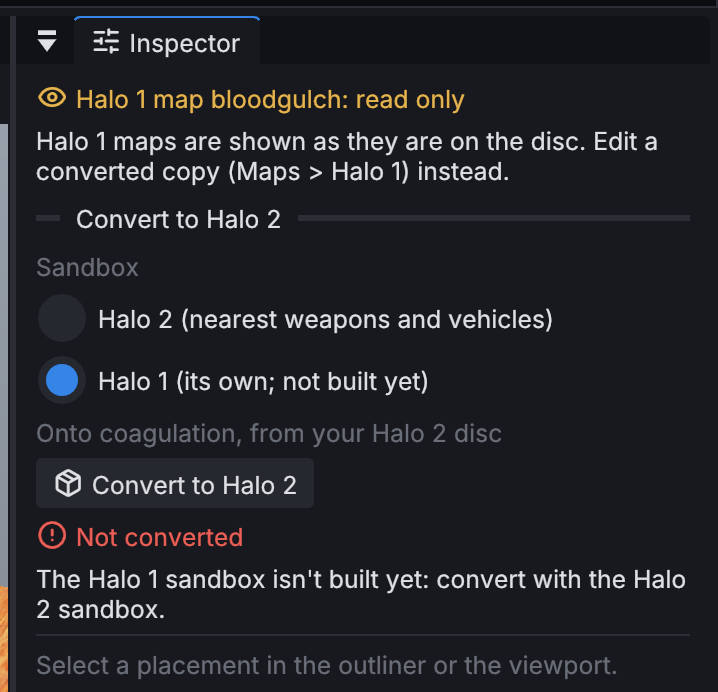 Inspector
Halo 1 map bloodgulch: read only
Halo 1 maps are shown as they are on the disc. Edit a
converted copy (Maps > Halo 1) instead.
Convert to Halo 2
Sandbox
Halo 2 (nearest weapons and vehicles)
Halo 1 (its own; not built yet)
Onto coagulation, from your Halo 2 disc
Convert to Halo 2
Not converted
The Halo 1 sandbox isn't built yet: convert with the Halo
2 sandbox.
Select a placement in the outliner or the viewport.